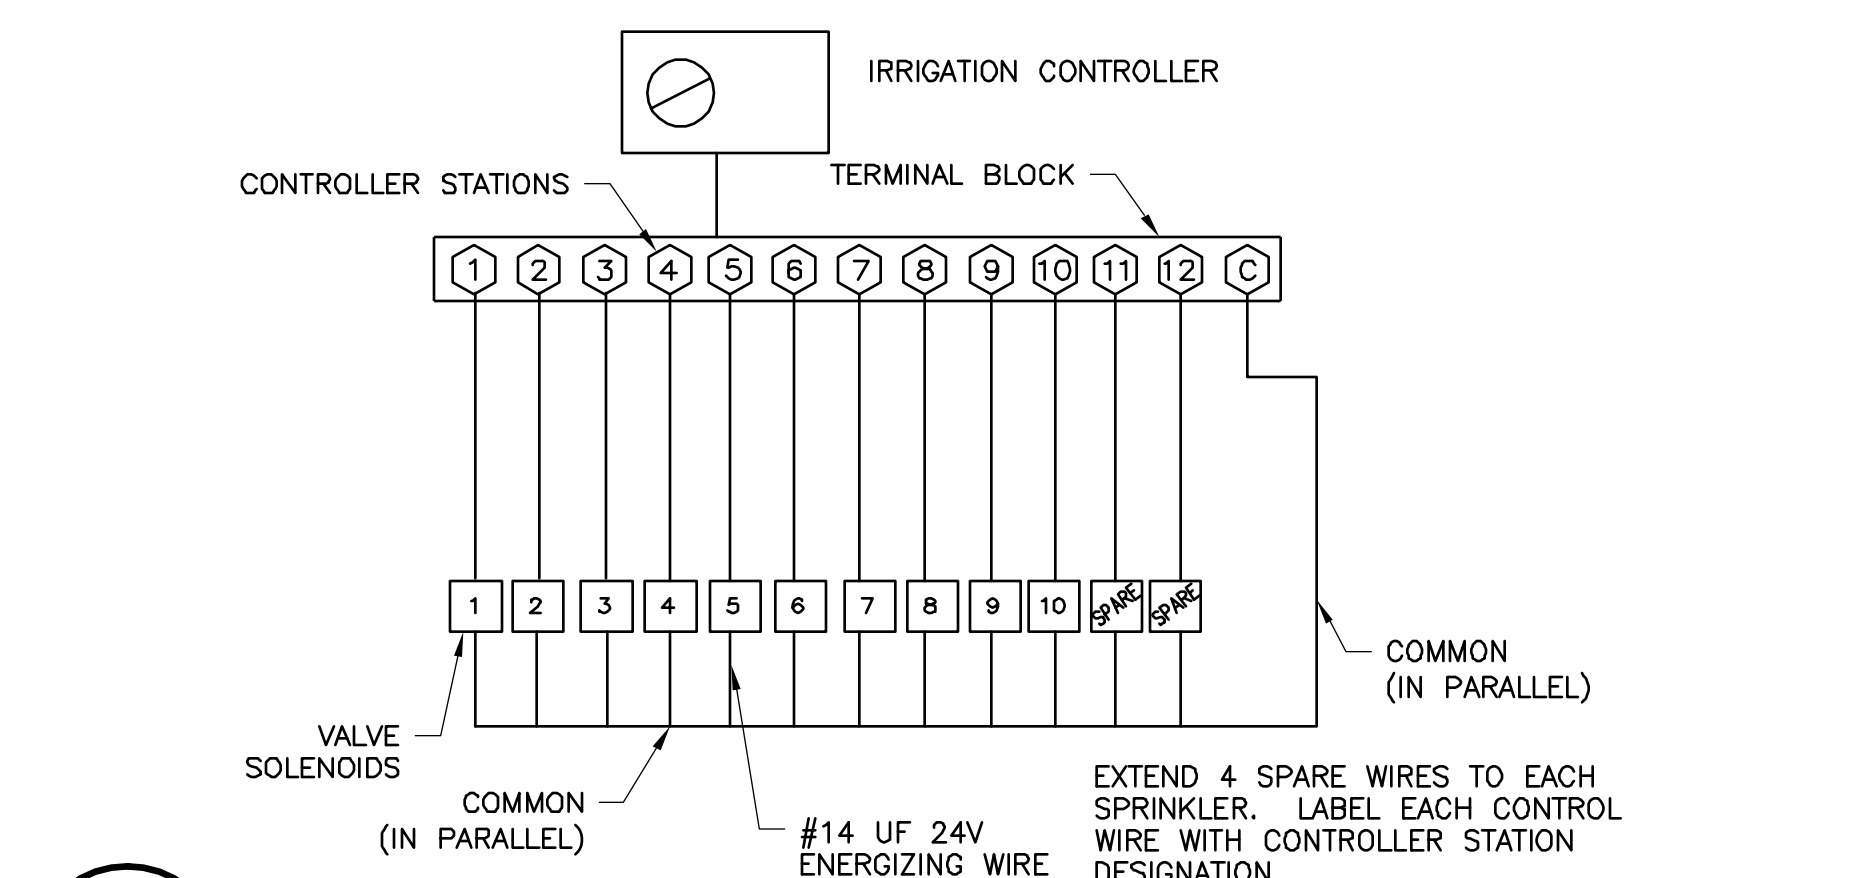 IRRIGATION CONTROLLER
CONTROLLER STATIONS
TERMINAL BLOCK
1 2 3 4 5 6 7 8 9 10 11 12 C
1 2 3 4 5 6 7 8 9 10 SPARE SPARE
COMMON
(IN PARALLEL)
VALVE
SOLENOIDS
COMMON
(IN PARALLEL)
#14 UF 24V
ENERGIZING WIRE
EXTEND 4 SPARE WIRES TO EACH
SPRINKLER. LABEL EACH CONTROL
WIRE WITH CONTROLLER STATION
DESIGNATION